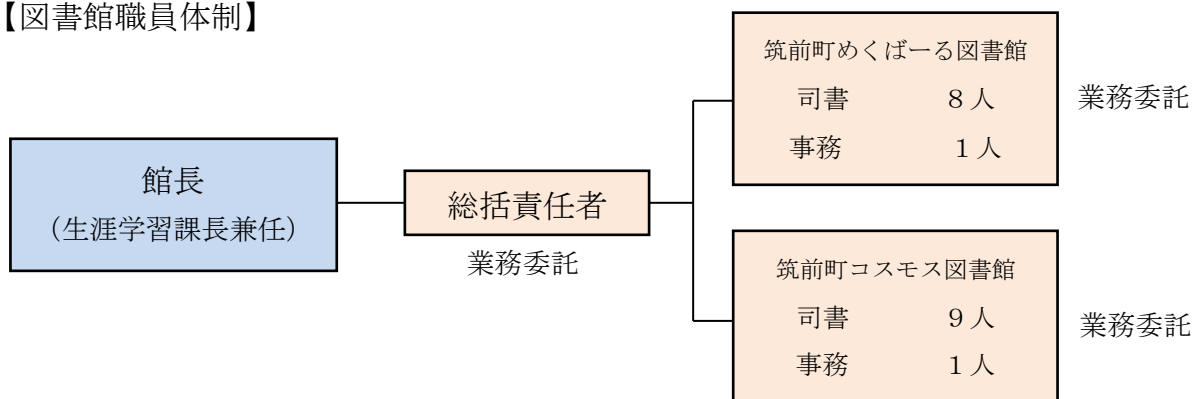 【図書館職員体制】
館長
（生涯学習課長兼任）
総括責任者
業務委託
筑前町めくばーる図書館
司書 ８人
事務 １人
業務委託
筑前町コスモス図書館
司書 ９人
事務 １人
業務委託